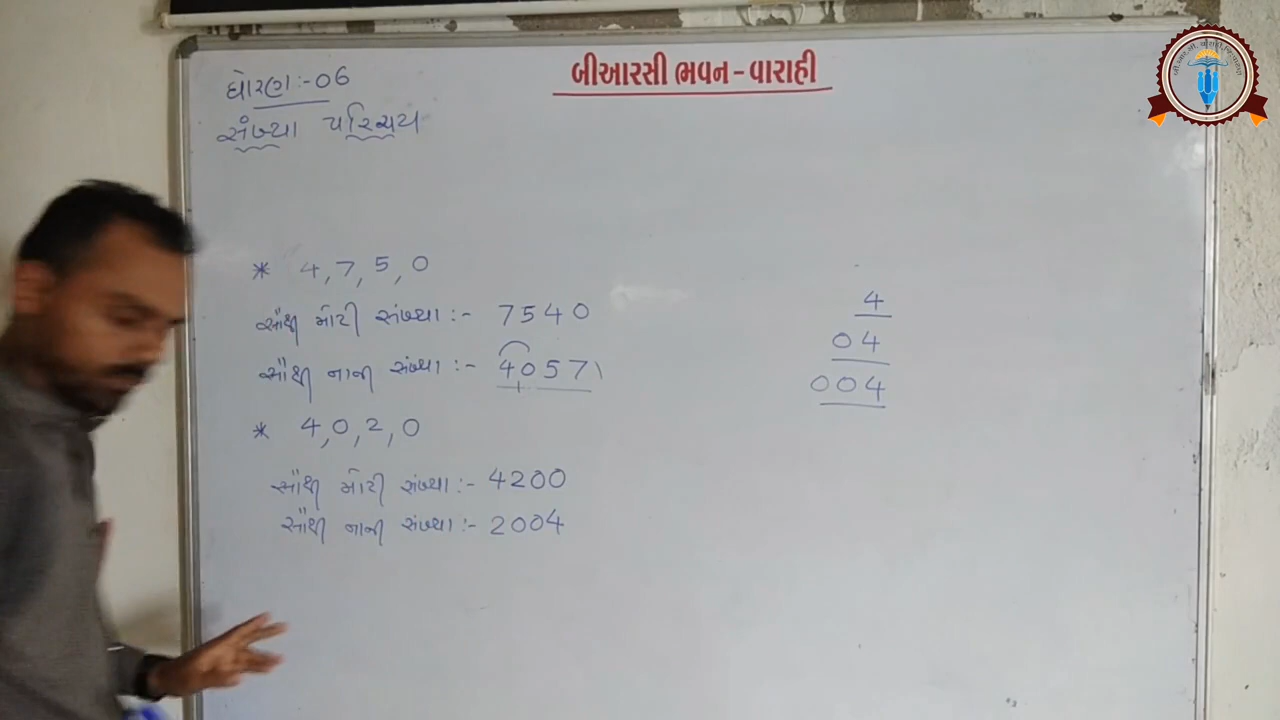 બીઆરસી ભવન - વારાહી
ધોરણ:-06
સંખ્યા પરિચય
* 4,7,5,0
સૌથી મોટી સંખ્યા :- 7540
સૌથી નાની સંખ્યા :- 4057
* 4,0,2,0
સૌથી મોટી સંખ્યા :- 4200
સૌથી નાની સંખ્યા :- 2004
4
04
004